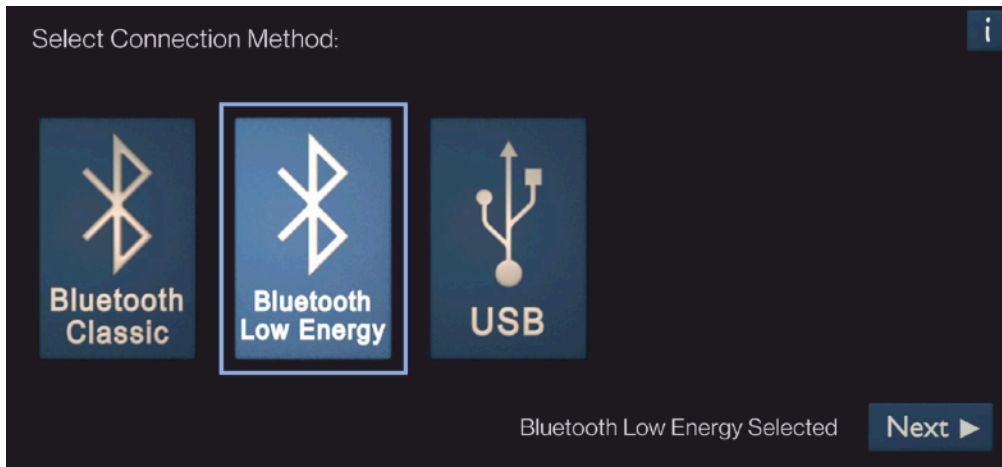 Select Connection Method:
i
Bluetooth
Classic
Bluetooth
Low Energy
USB
Bluetooth Low Energy Selected
Next ►